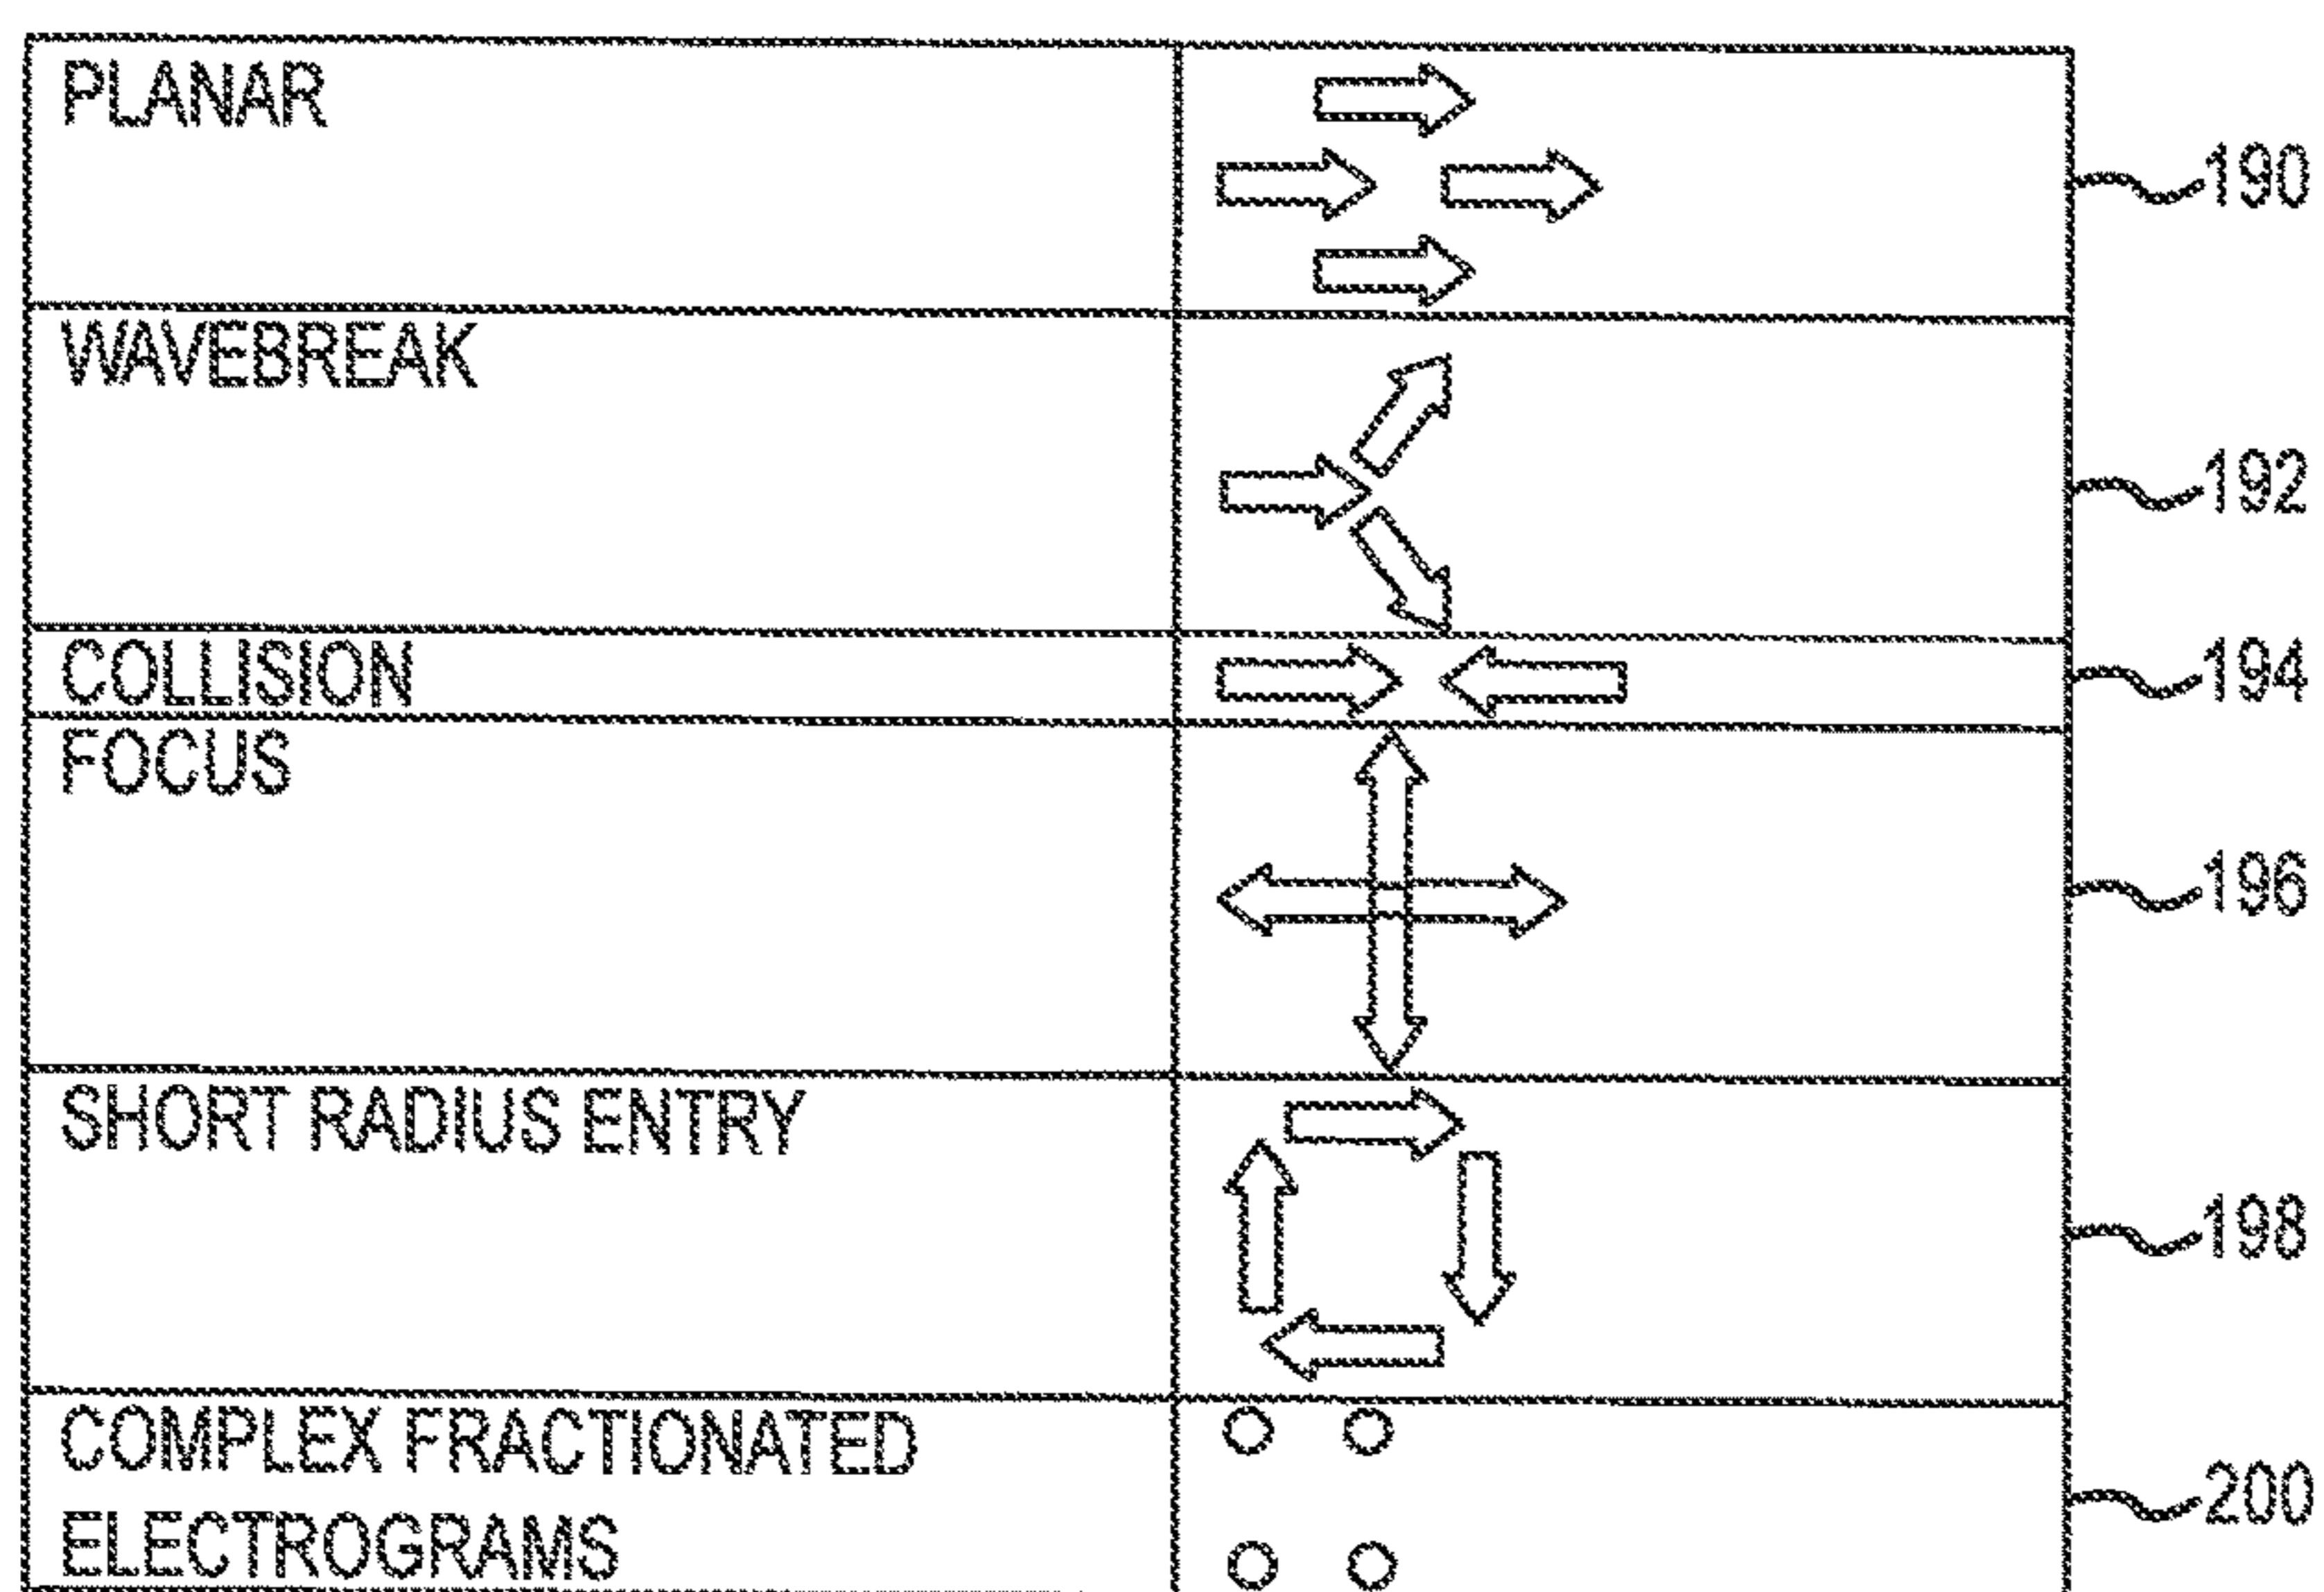 PLANAR
190
WAVEBREAK
192
COLLISION
194
FOCUS
196
SHORT RADIUS ENTRY
198
COMPLEX FRACTIONATED
ELECTROGRAMS
200